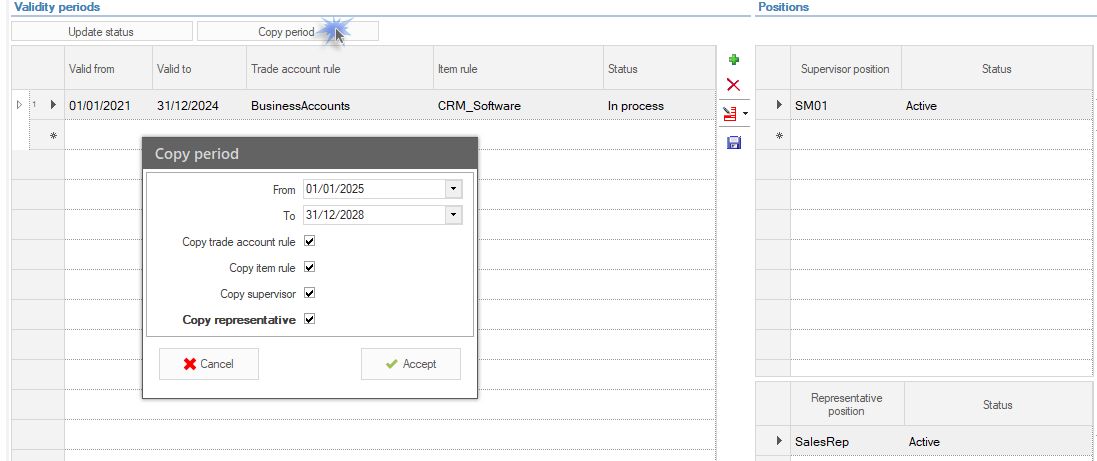 Validity periods
Update status
Copy period
Valid from Valid to Trade account rule Item rule Status
1 01/01/2021 31/12/2024 BusinessAccounts CRM_Software In process
Copy period
From 01/01/2025
To 31/12/2028
Copy trade account rule
Copy item rule
Copy supervisor
Copy representative
Cancel
Accept
Positions
Supervisor position Status
SM01 Active
Representative
position
Status
SalesRep Active